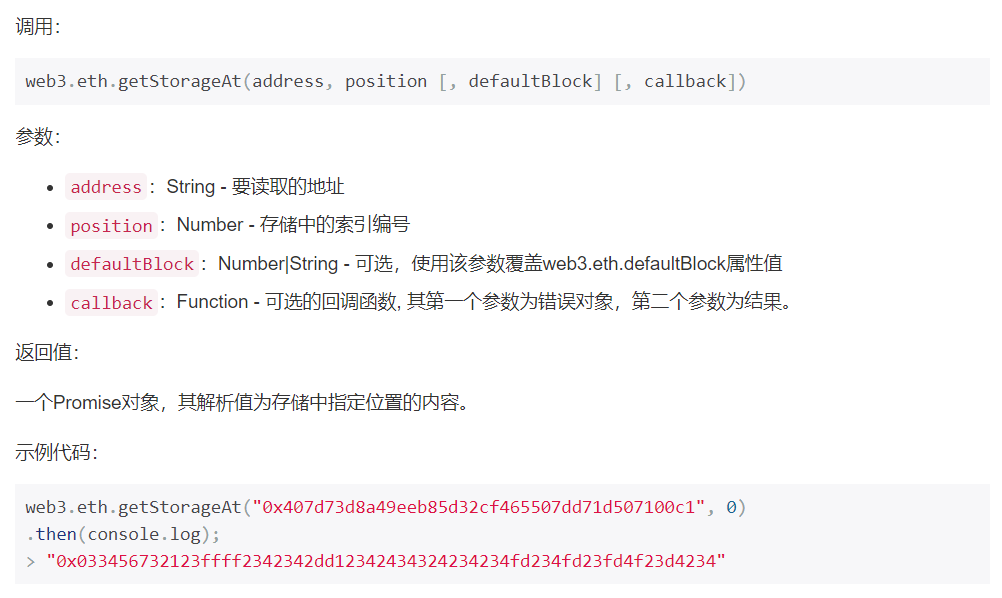 调用：
web3.eth.getStorageAt(address, position [, defaultBlock] [, callback])
参数：
• address： String - 要读取的地址
• position： Number - 存储中的索引编号
• defaultBlock： Number|String - 可选，使用该参数覆盖web3.eth.defaultBlock属性值
• callback： Function - 可选的回调函数, 其第一个参数为错误对象，第二个参数为结果。
返回值：
一个Promise对象，其解析值为存储中指定位置的内容。
示例代码：
web3.eth.getStorageAt("0x407d73d8a49eeb85d32cf465507dd71d507100c1", 0)
.then(console.log);
> "0x033456732123ffff2342342dd12342434324234234fd234fd23fd4f23d4234"